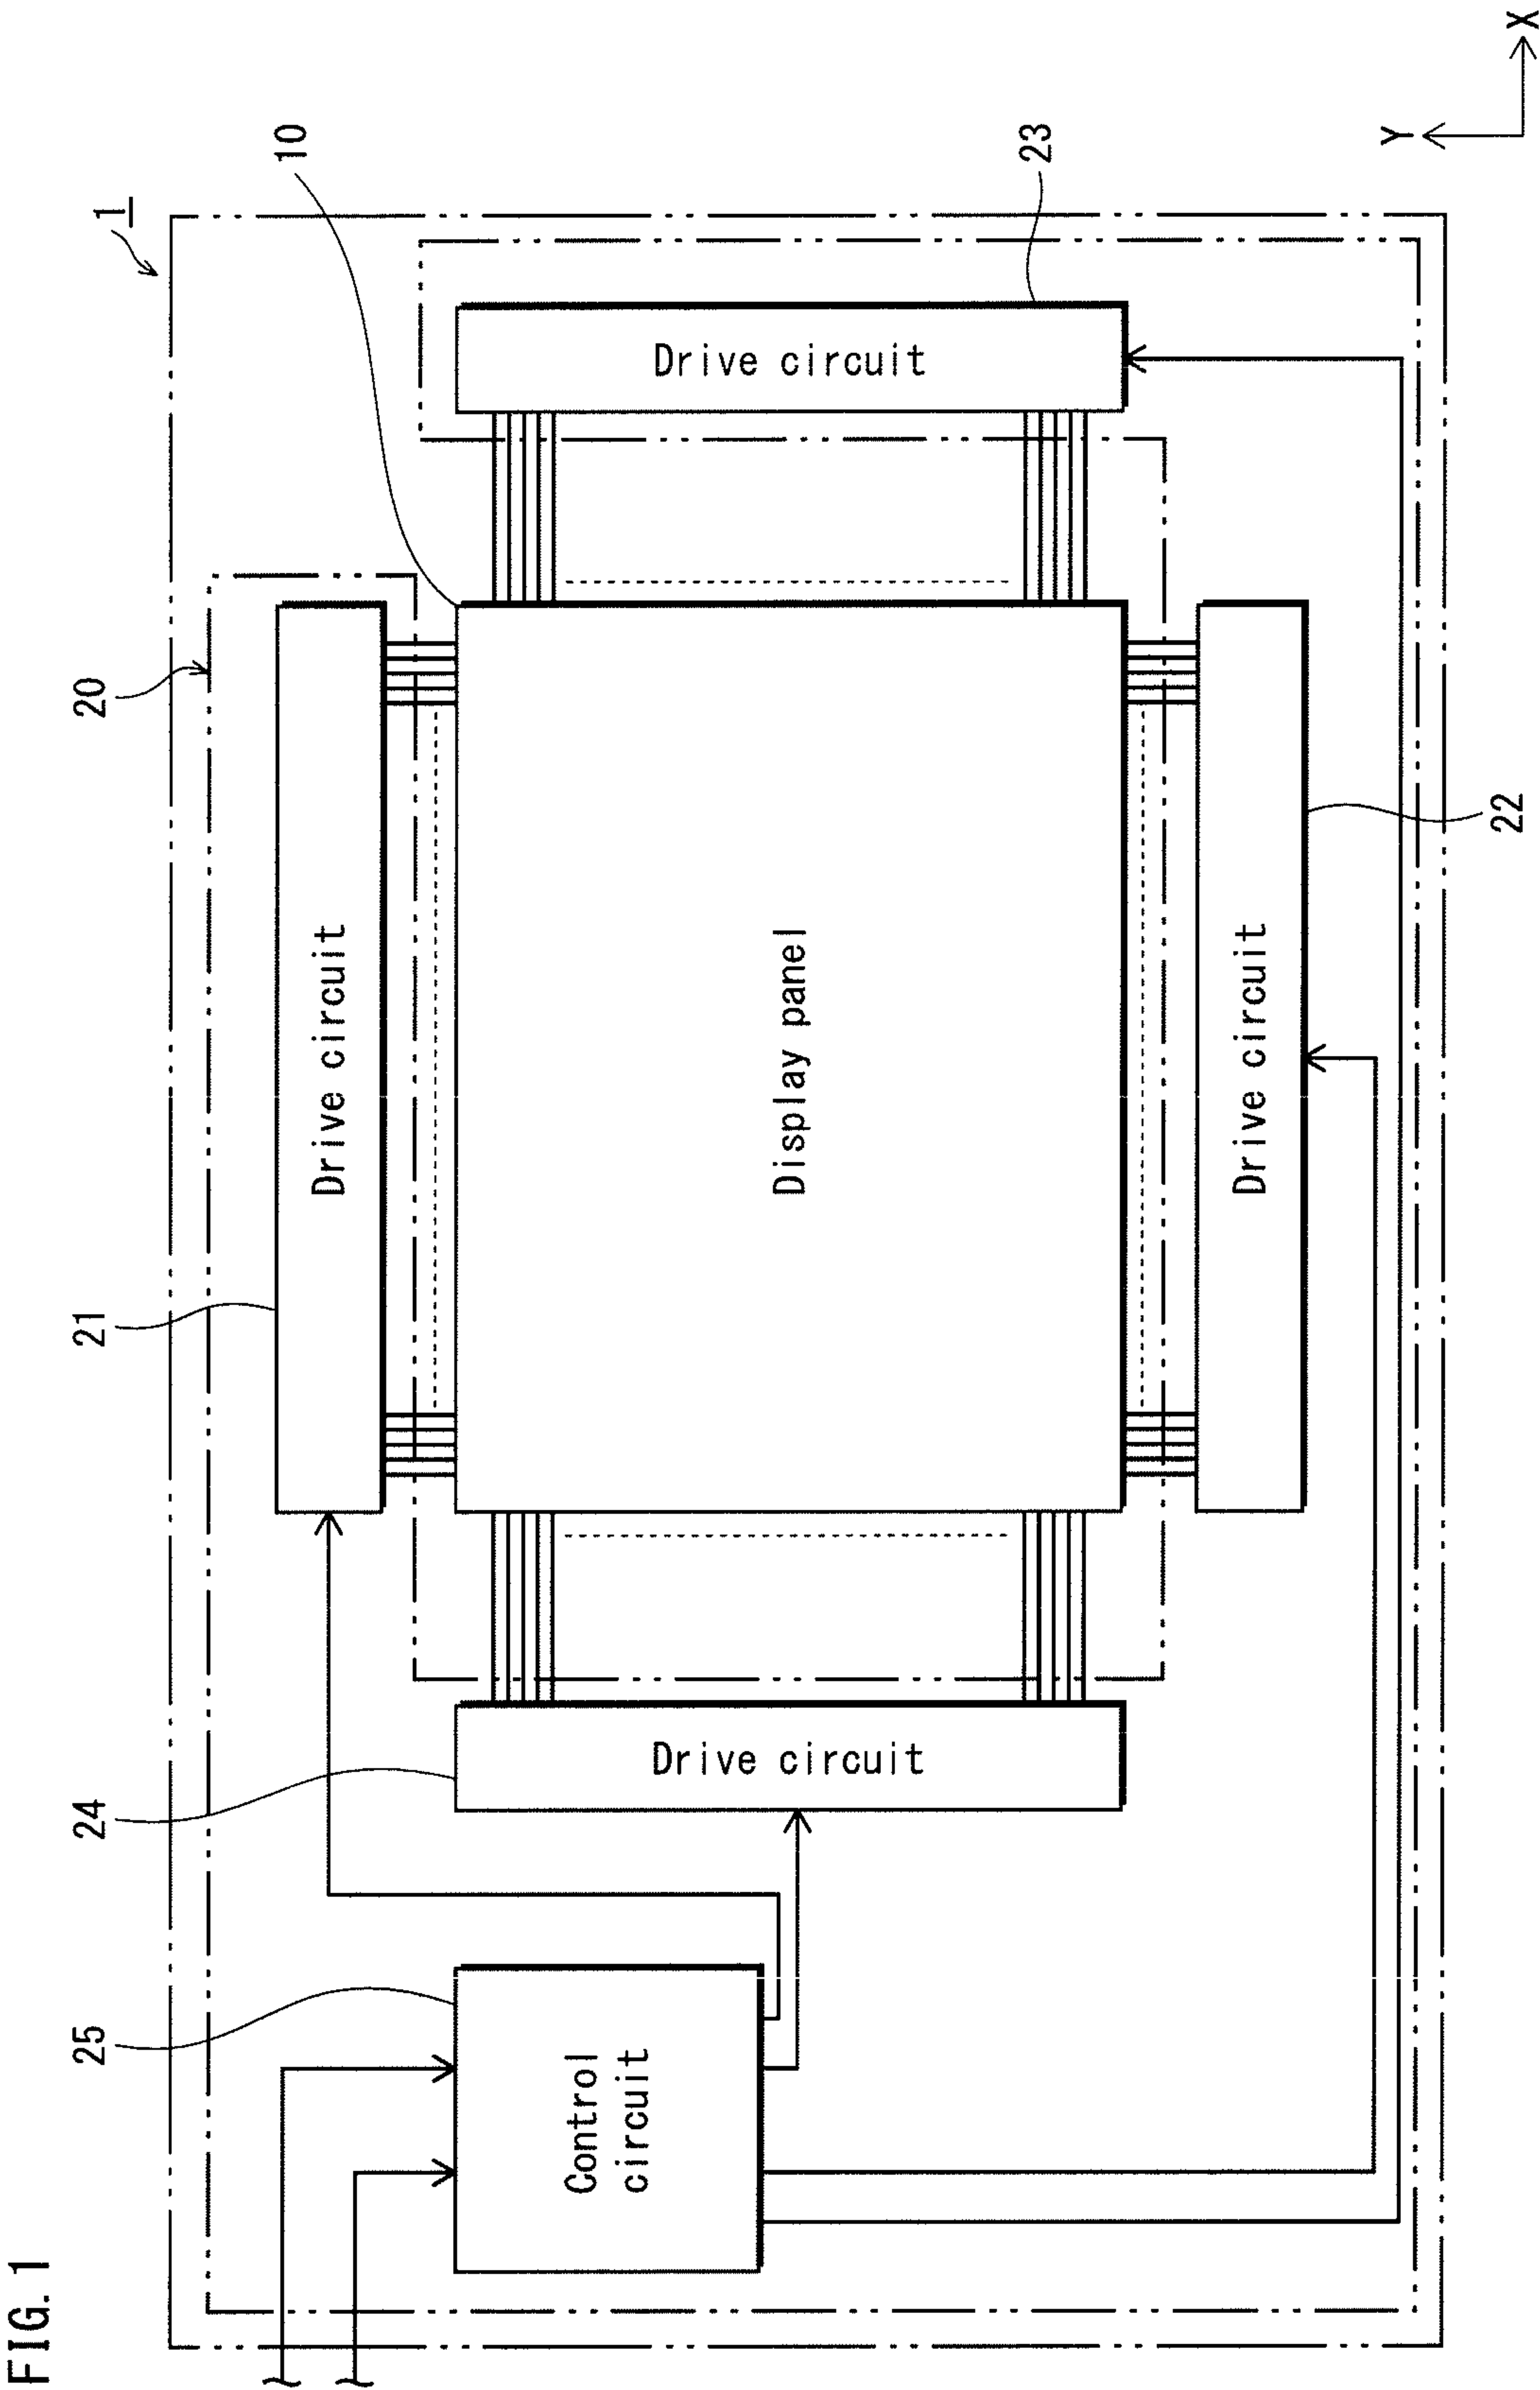 FIG. 1
1
20
21
Drive circuit
10
24
Drive circuit
Display panel
Drive circuit
23
25
Control
circuit
Drive circuit
22
Y
X